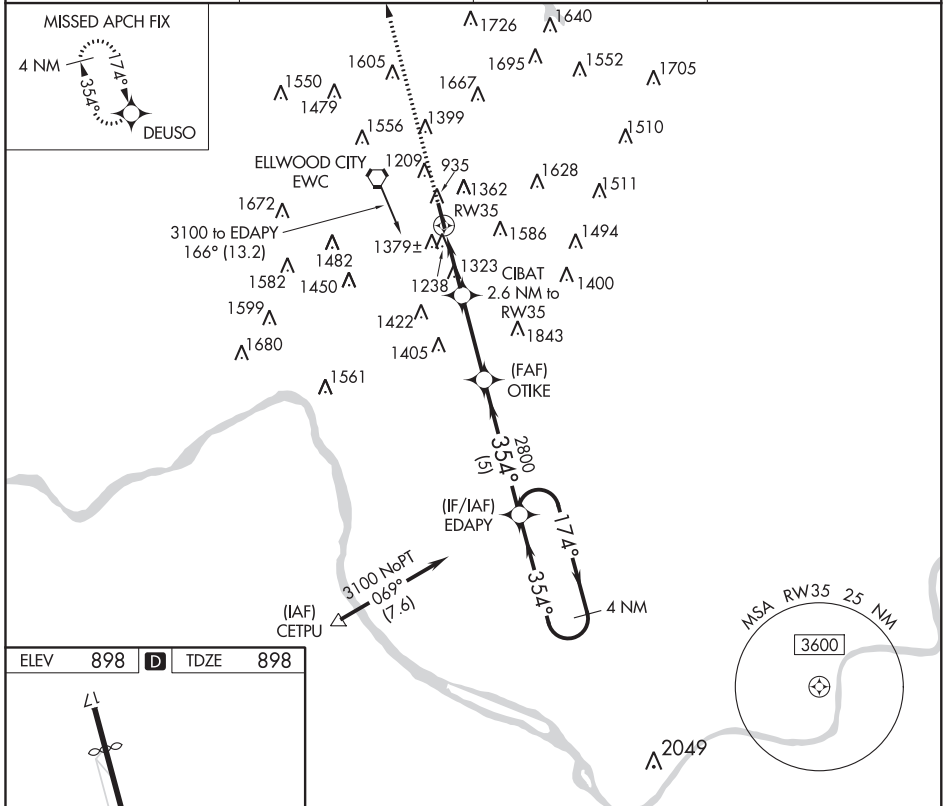 MISSED APCH FIX
4 NM
174°
354°
DEUSO
1726
1640
1605
1695
1552
1705
1550
1479
1667
1556
1399
1510
ELLWOOD CITY
EWC
1209
935
1362
1628
1511
1672
RW35
3100 to EDAPY
166° (13.2)
1379±
1586
1494
1482
1582
1450
1238
1323
CIBAT
2.6 NM to
RW35
1400
1599
1422
1843
1680
1405
1561
(FAF)
OTIKE
2800
354°
(5)
(IF/IAF)
EDAPY
174°
354°
4 NM
3100 NoPT
069°
(7.6)
(IAF)
CETPU
MSA RW35 25 NM
3600
ELEV 898 D TDZE 898
17
2049